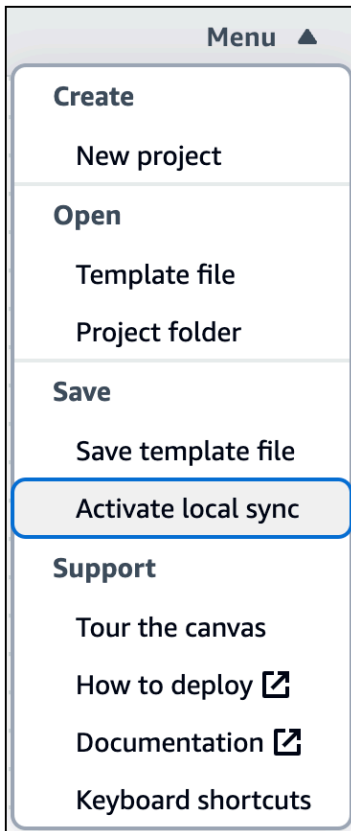 Menu
Create
New project
Open
Template file
Project folder
Save
Save template file
Activate local sync
Support
Tour the canvas
How to deploy
Documentation
Keyboard shortcuts